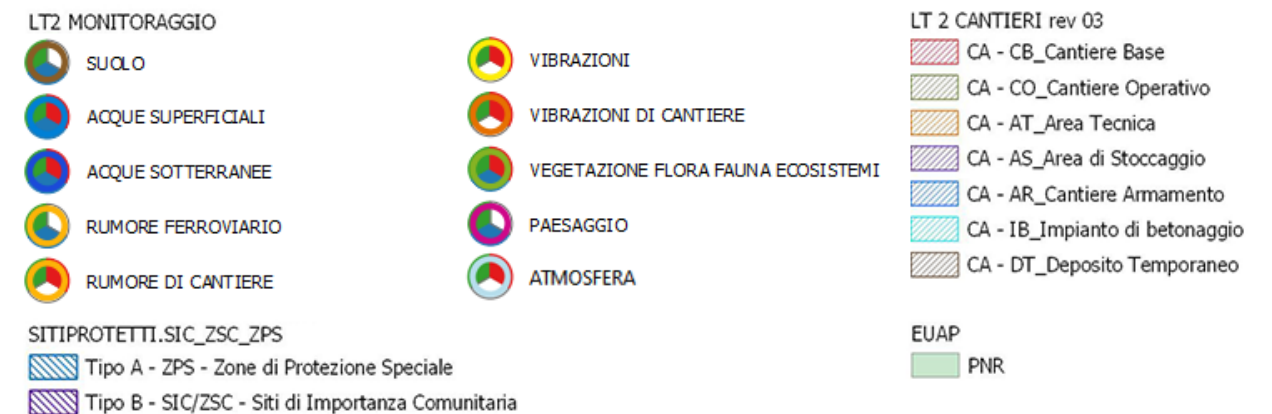 LT2 MONITORAGGIO
SUOLO
ACQUE SUPERFICIALI
ACQUE SOTTERRANEE
RUMORE FERROVIARIO
RUMORE DI CANTIERE
VIBRAZIONI
VIBRAZIONI DI CANTIERE
VEGETAZIONE FLORA FAUNA ECOSISTEMI
PAESAGGIO
ATMOSFERA
LT 2 CANTIERI rev 03
CA - CB_Cantiere Base
CA - CO_Cantiere Operativo
CA - AT_Area Tecnica
CA - AS_Area di Stoccaggio
CA - AR_Cantiere Armamento
CA - IB_Impianto di betonaggio
CA - DT_Deposito Temporaneo
SITIPROTETTI.SIC_ZSC_ZPS
Tipo A - ZPS - Zone di Protezione Speciale
Tipo B - SIC/ZSC - Siti di Importanza Comunitaria
EUAP
PNR